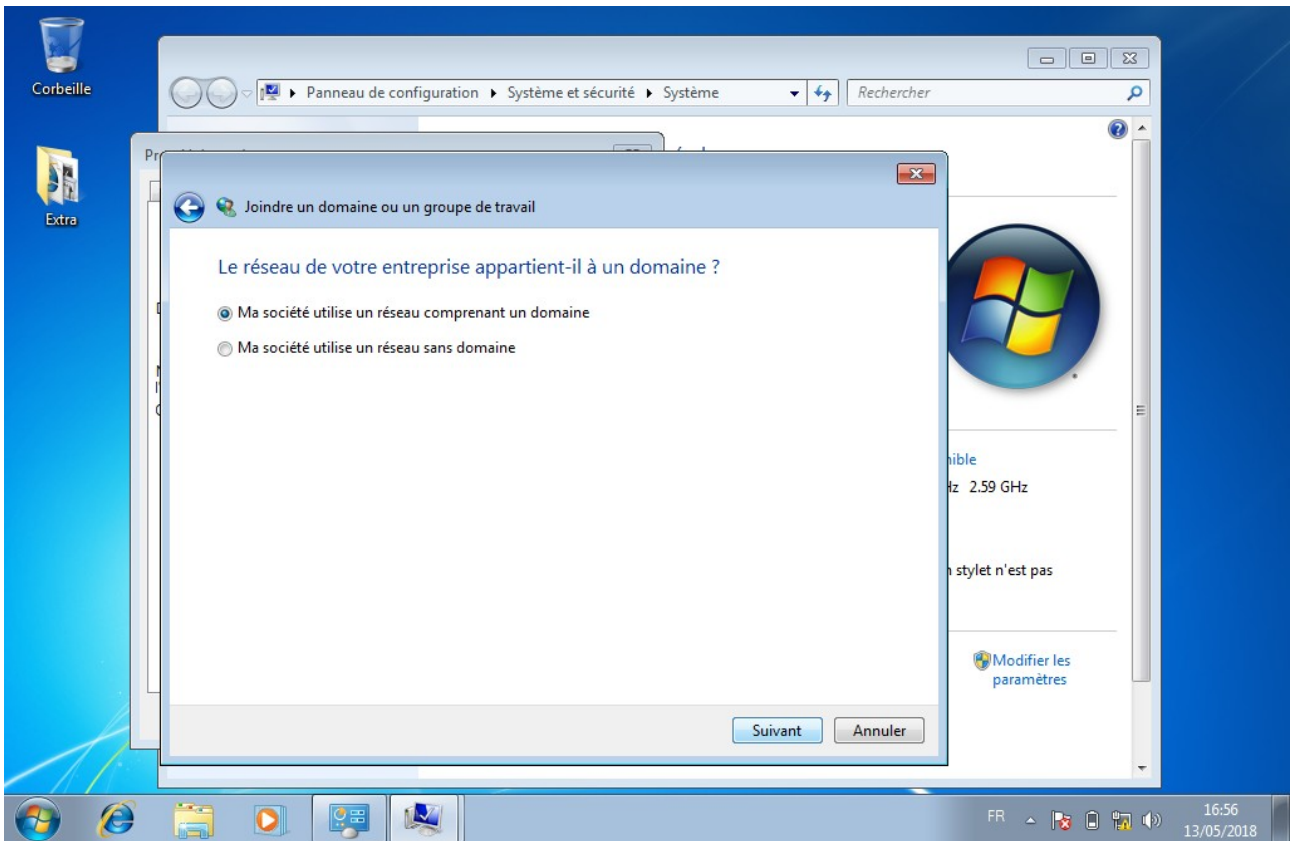 Corbeille
Extra
Panneau de configuration ▸ Système et sécurité ▸ Système
Rechercher
Joindre un domaine ou un groupe de travail
Le réseau de votre entreprise appartient-il à un domaine ?
Ma société utilise un réseau comprenant un domaine
Ma société utilise un réseau sans domaine
2.59 GHz
stylet n'est pas
Modifier les
paramètres
Suivant
Annuler
FR
16:56
13/05/2018